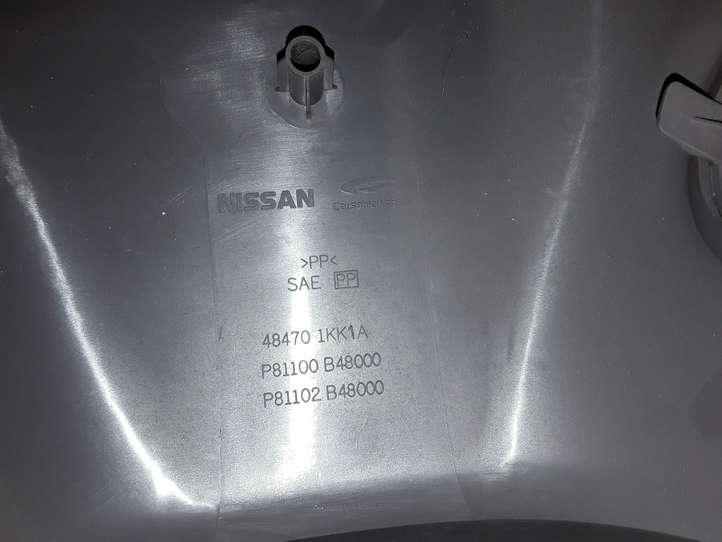 NISSAN
>PP<
SAE PP
48470 1KK1A
P81100 B48000
P81102 B48000